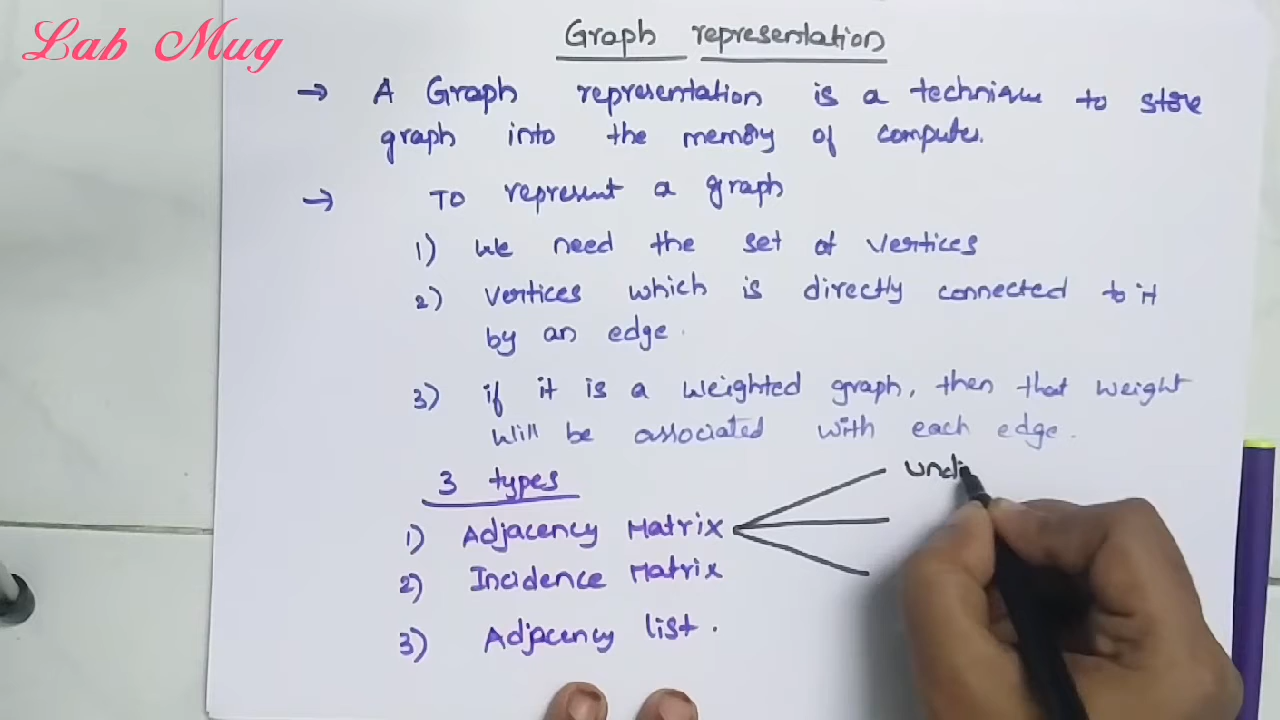 Lab Mug
Graph representation
→ A Graph representation is a technique to store
graph into the memory of computer.
→ To represent a graph
1) We need the set of vertices
2) Vertices which is directly connected to it
by an edge.
3) if it is a weighted graph, then that weight
will be associated with each edge.
3 types
1) Adjacency Matrix
undi
2) Incidence Matrix
3) Adjacency list.